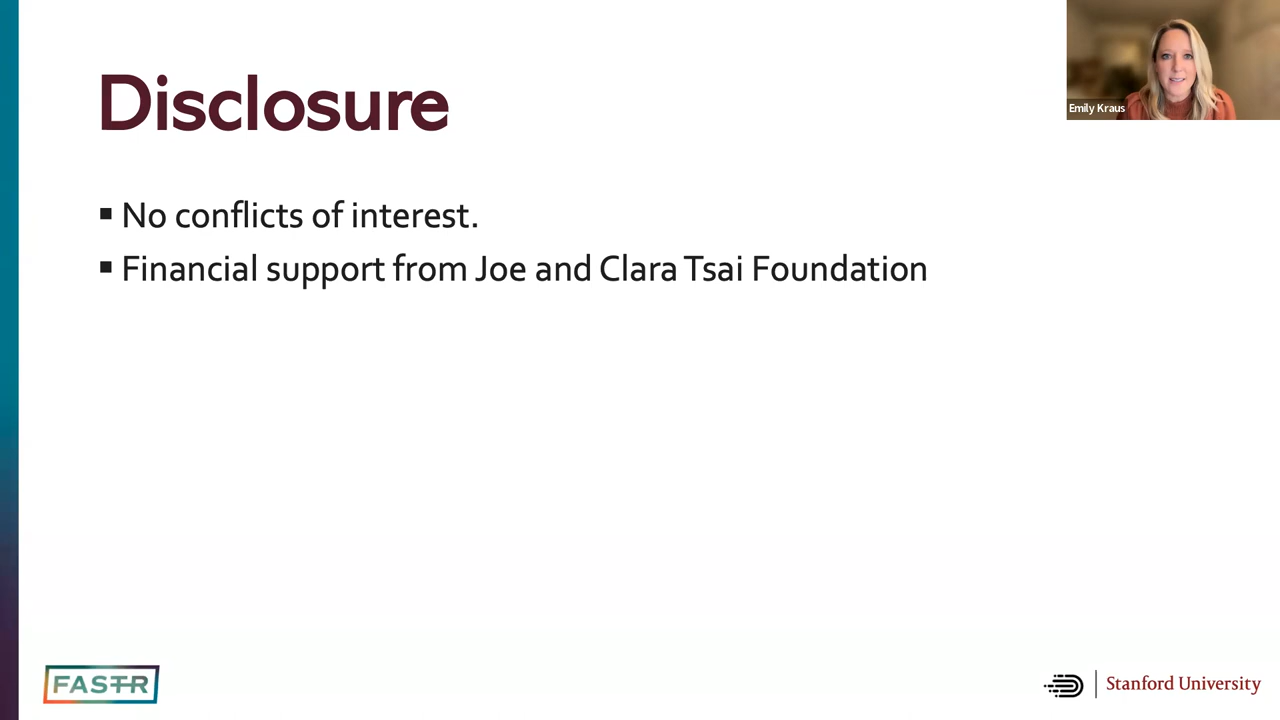 Disclosure
Emily Kraus
▪ No conflicts of interest.
▪ Financial support from Joe and Clara Tsai Foundation
FASTR
Stanford University